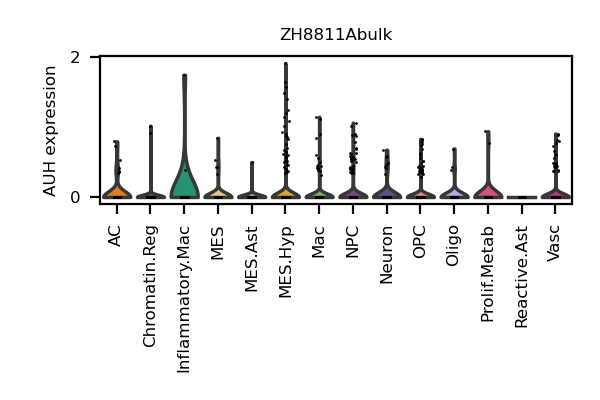 ZH8811Abulk
AUH expression
2
0
AC
Chromatin.Reg
Inflammatory.Mac
MES
MES.Ast
MES.Hyp
Mac
NPC
Neuron
OPC
Oligo
Prolif.Metab
Reactive.Ast
Vasc